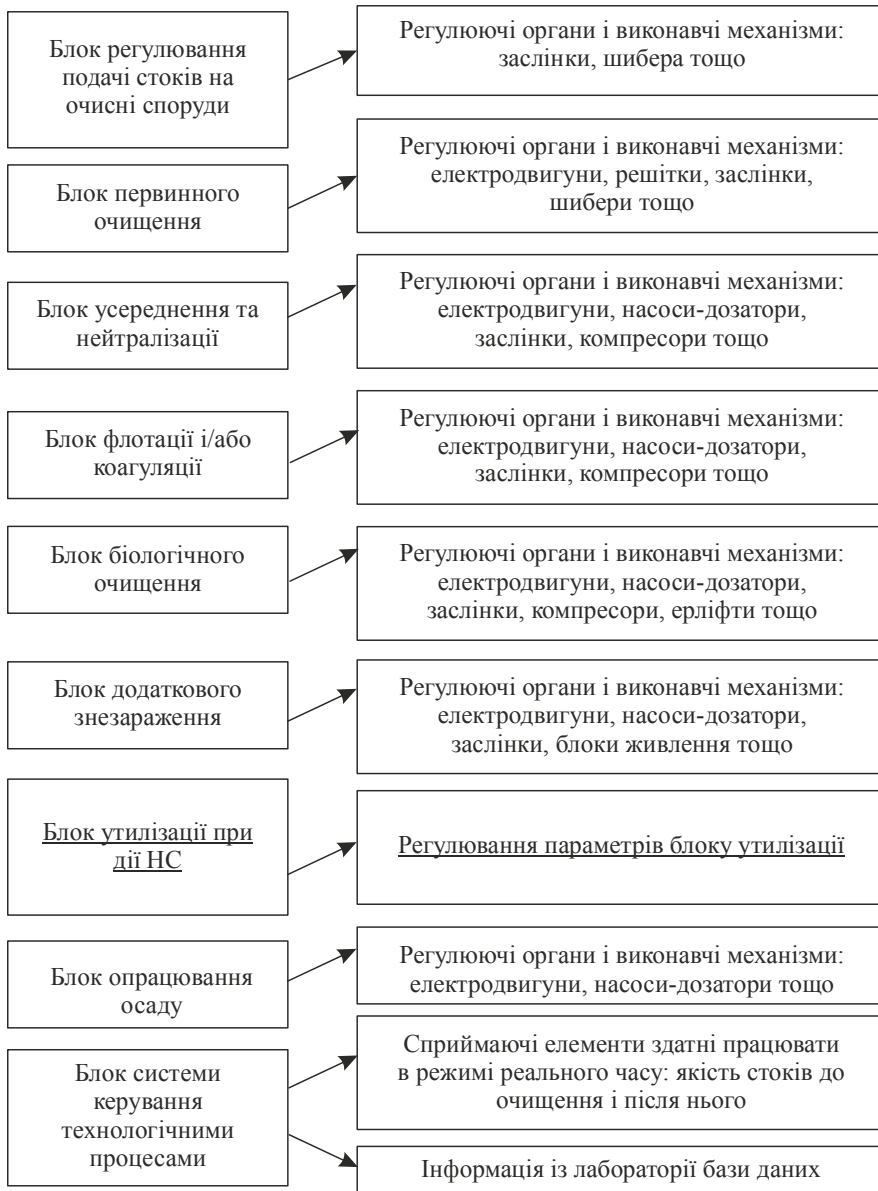 Блок регулювання
подачі стоків на
очисні споруди
Регулюючі органи і виконавчі механізми:
заслінки, шибера тощо
Блок первинного
очищення
Регулюючі органи і виконавчі механізми:
електродвигуни, решітки, заслінки,
шибери тощо
Блок усереднення та
нейтралізації
Регулюючі органи і виконавчі механізми:
електродвигуни, насоси-дозатори,
заслінки, компресори тощо
Блок флотації і/або
коагуляції
Регулюючі органи і виконавчі механізми:
електродвигуни, насоси-дозатори,
заслінки, компресори тощо
Блок біологічного
очищення
Регулюючі органи і виконавчі механізми:
електродвигуни, насоси-дозатори,
заслінки, компресори, ерліфти тощо
Блок додаткового
знезараження
Регулюючі органи і виконавчі механізми:
електродвигуни, насоси-дозатори,
заслінки, блоки живлення тощо
Блок утилізації при
дії НС
Регулювання параметрів блоку утилізації
Блок опрацювання
осаду
Регулюючі органи і виконавчі механізми:
електродвигуни, насоси-дозатори тощо
Блок системи
керування
технологічними
процесами
Сприймаючі елементи здатні працювати
в режимі реального часу: якість стоків до
очищення і після нього
Інформація із лабораторії бази даних